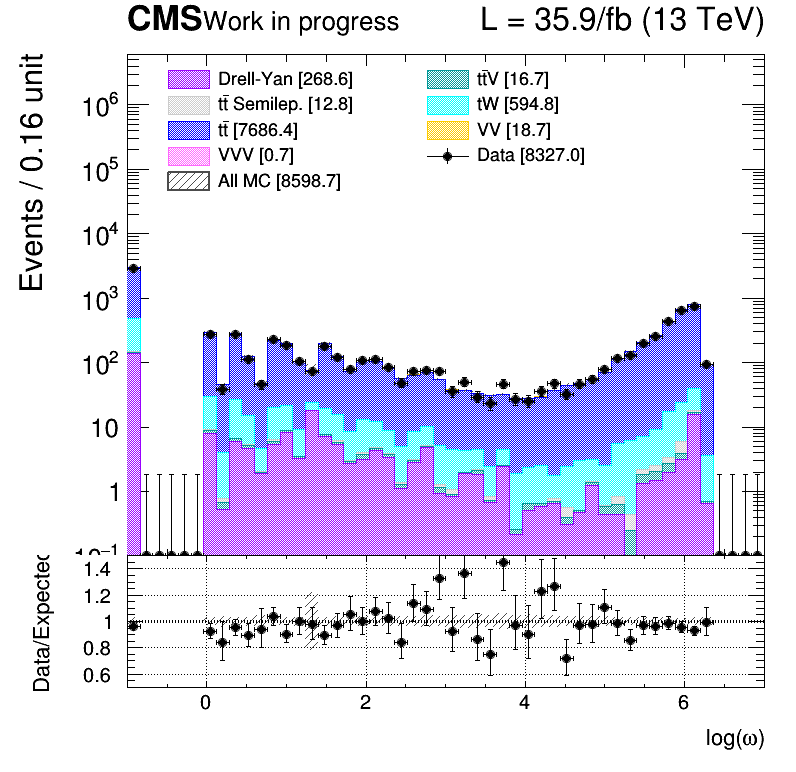 CMS Work in progress L = 35.9/fb (13 TeV)
Events / 0.16 unit
Drell-Yan [268.6]
tt̄ Semilep. [12.8]
tt̄ [7686.4]
VVV [0.7]
All MC [8598.7]
tt̄V [16.7]
tW [594.8]
VV [18.7]
Data [8327.0]
10⁶
10⁵
10⁴
10³
10²
10
1
10⁻¹
Data/Expected
1.4
1.2
1
0.8
0.6
0 2 4 6
log(ω)